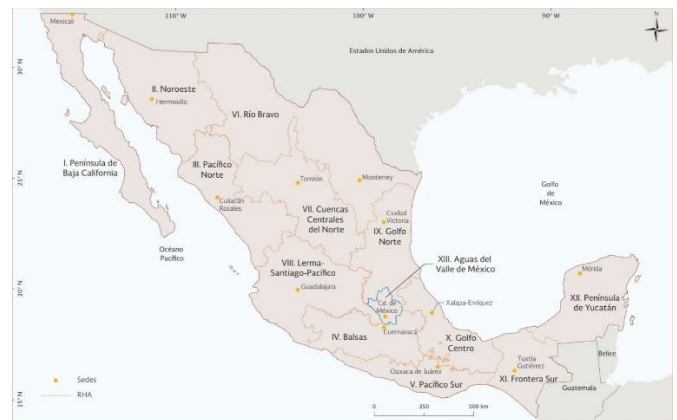 110°W
100°W
90°W
N
Mexicali
Estados Unidos de América
30°N
II. Noroeste
Hermosillo
VI. Río Bravo
I. Península de
Baja California
III. Pacífico
Norte
25°N
Torreón
Monterrey
Culiacán
Rosales
VII. Cuencas
Centrales
del Norte
Ciudad
Victoria
IX. Golfo
Norte
Golfo
de
México
Océano
Pacífico
VIII. Lerma-
Santiago-Pacífico
XIII. Aguas del
Valle de México
20°N
Guadalajara
Cd. de
México
Xalapa-Enríquez
Mérida
XII. Península
de Yucatán
Cuernavaca
IV. Balsas
X. Golfo
Centro
Oaxaca de Juárez
V. Pacífico Sur
Tuxtla
Gutiérrez
XI. Frontera Sur
Belice
Guatemala
15°N
Sedes
RHA
0
250
500 km